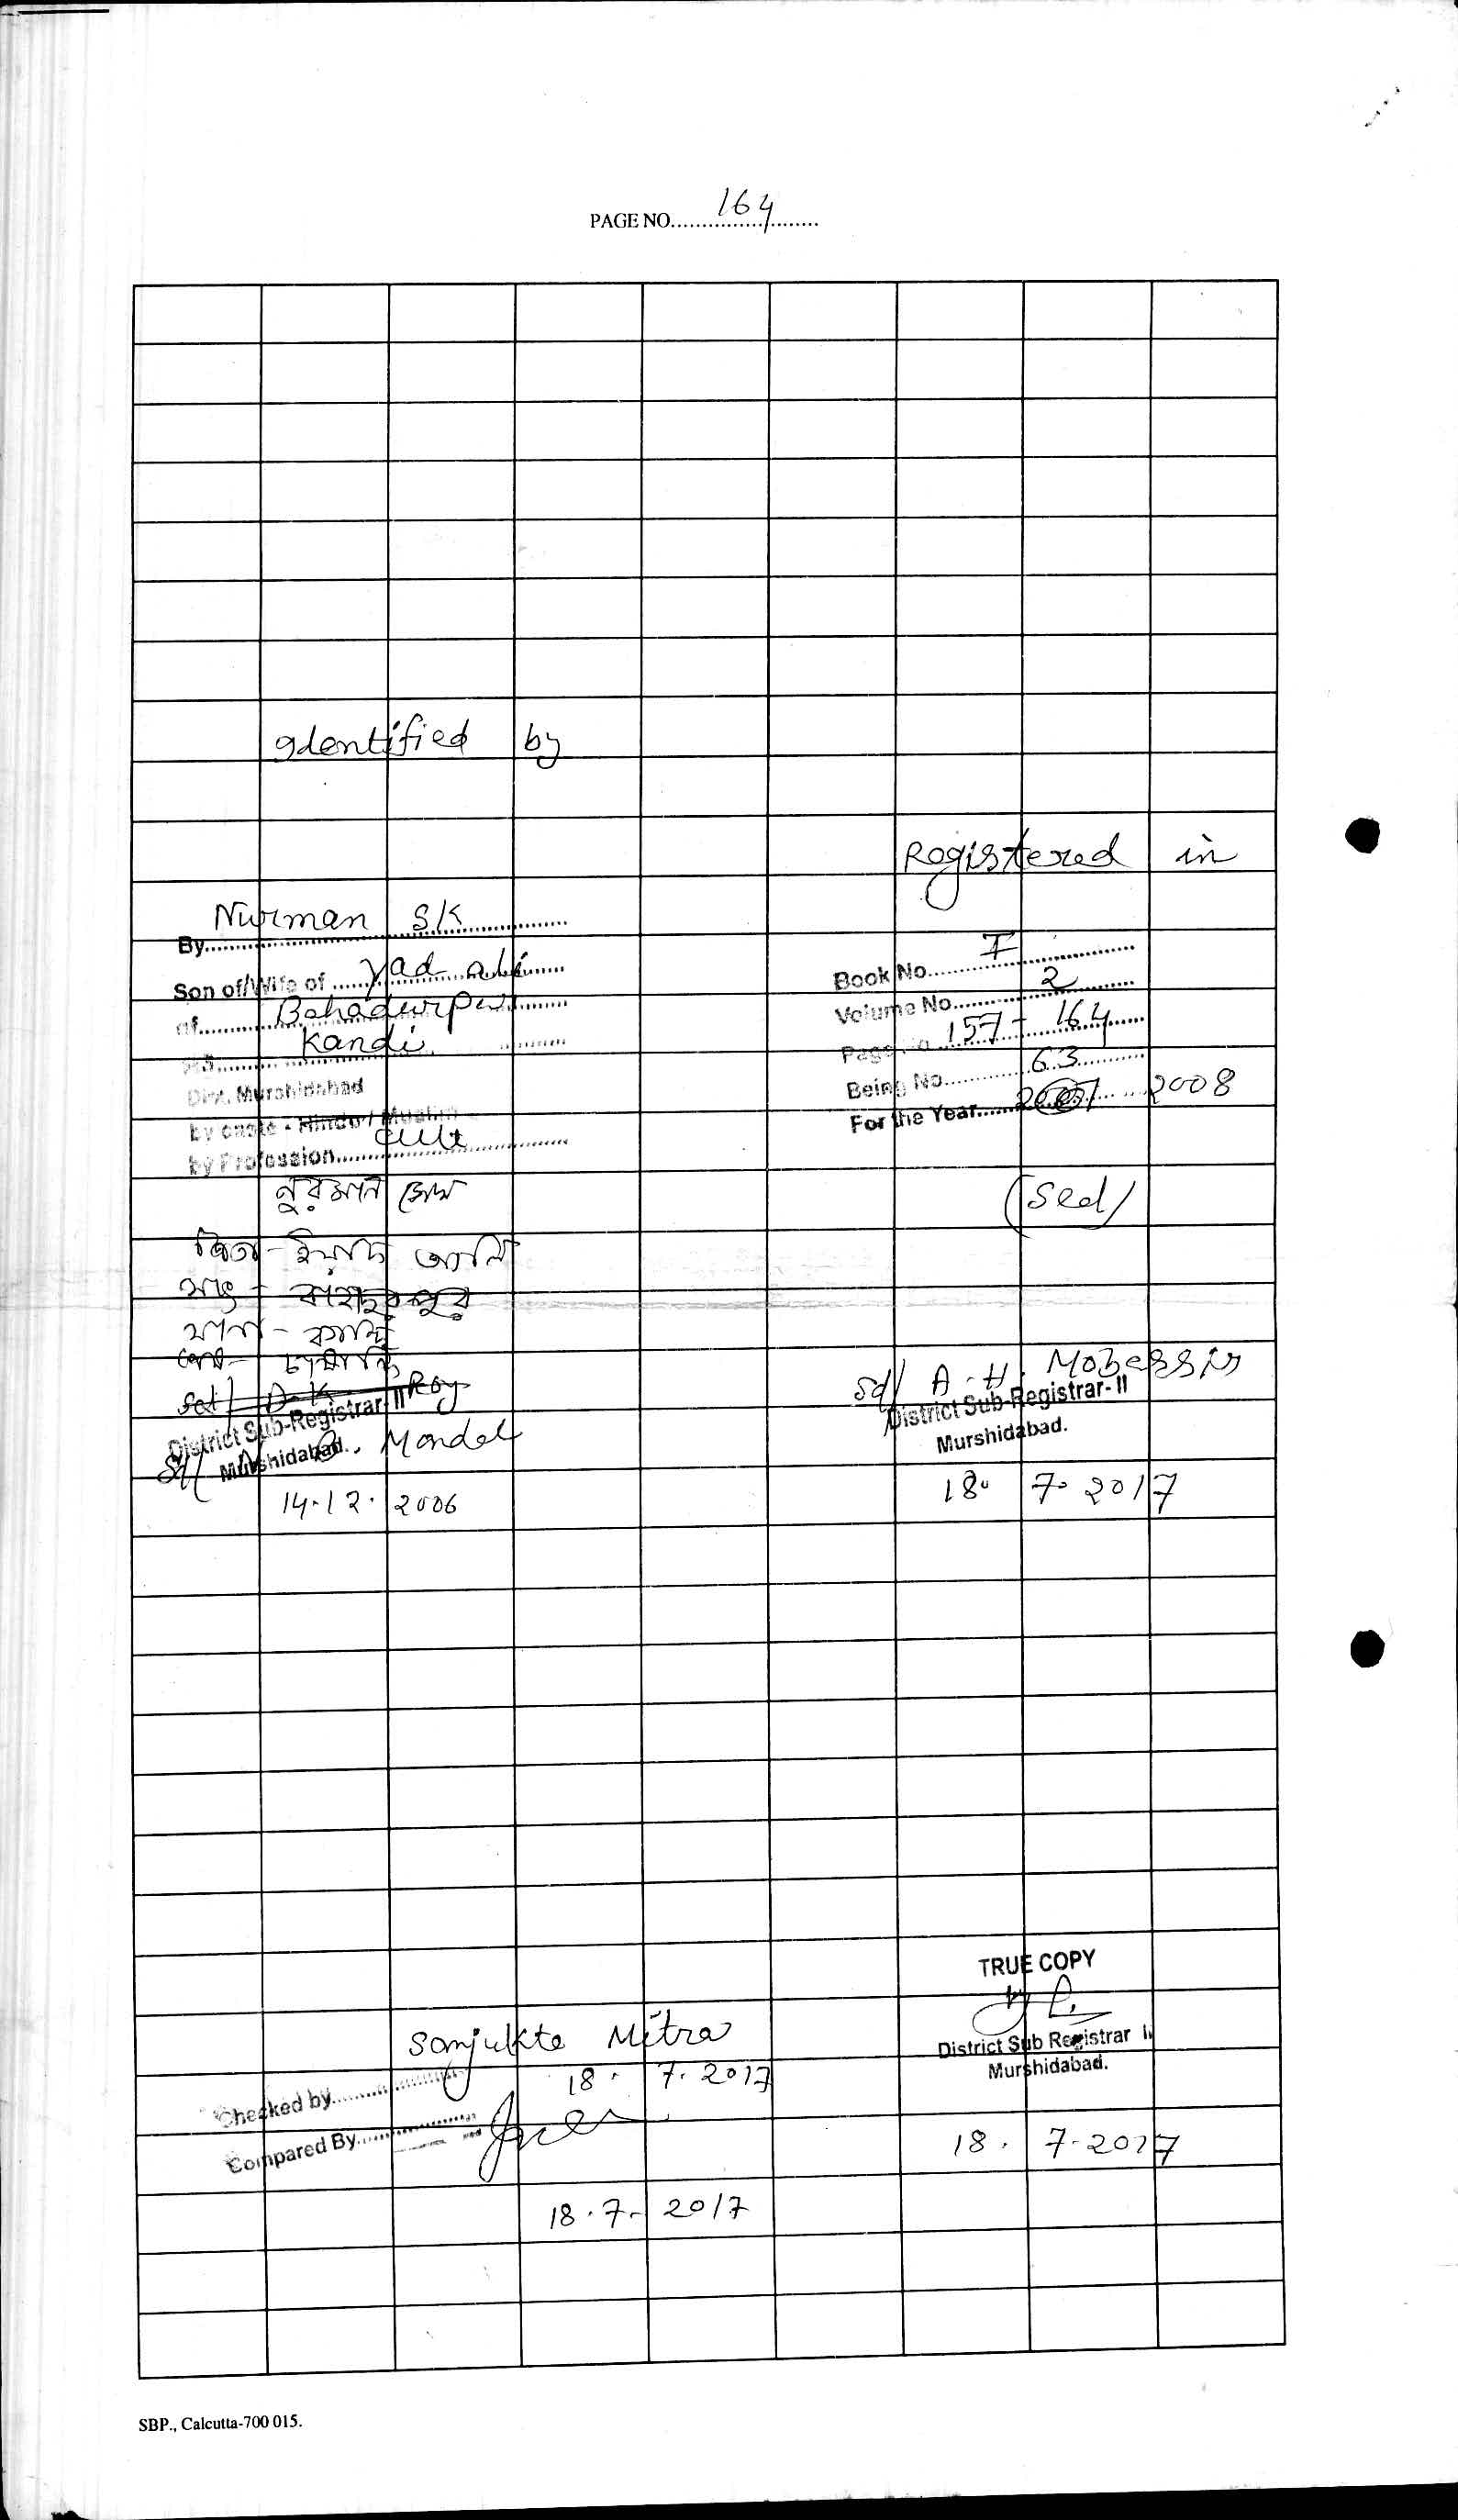 PAGE NO. 164
Identified by
Registered in
By Nurman SK
Son of/Wife of Yad ali
of Bahadurpur
P.S. Kandi
Dist. Murshidabad
by caste - Hindu / Muslim
by Profession Cult
নুরমান সেখ
পিতা - ইয়াদ আলি
সাং - বাহাদুরপুর
থানা - কান্দি
পেশা - চাষাবাদ
Sd/ D.K Roy
District Sub-Registrar-II
Murshidabad.
Sd/ N. B. Mondal
14.12.2006
Book No. I
Volume No. 2
Page No. 157 - 164
Being No. 63
For the Year 2007 2008
(Sed/
Sd/ A.H. Mobassir
District Sub-Registrar-II
Murshidabad.
18.7.2017
TRUE COPY
District Sub Registrar II
Murshidabad.
18.7.2017
Sanjukta Mitra
18.7.2017
Checked by
Compared By
18.7.2017
SBP., Calcutta-700 015.